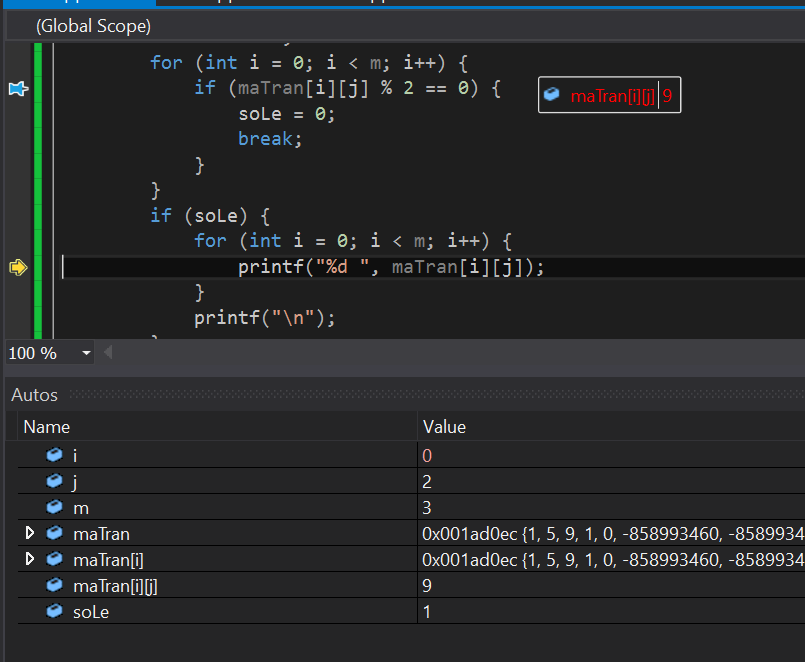 (Global Scope)
for (int i = 0; i < m; i++) {
if (maTran[i][j] % 2 == 0) {
maTran[i][j] 9
soLe = 0;
break;
}
}
if (soLe) {
for (int i = 0; i < m; i++) {
printf("%d ", maTran[i][j]);
}
printf("\n");
100 %
Autos
Name Value
i 0
j 2
m 3
maTran 0x001ad0ec {1, 5, 9, 1, 0, -858993460, -8589934
maTran[i] 0x001ad0ec {1, 5, 9, 1, 0, -858993460, -8589934
maTran[i][j] 9
soLe 1